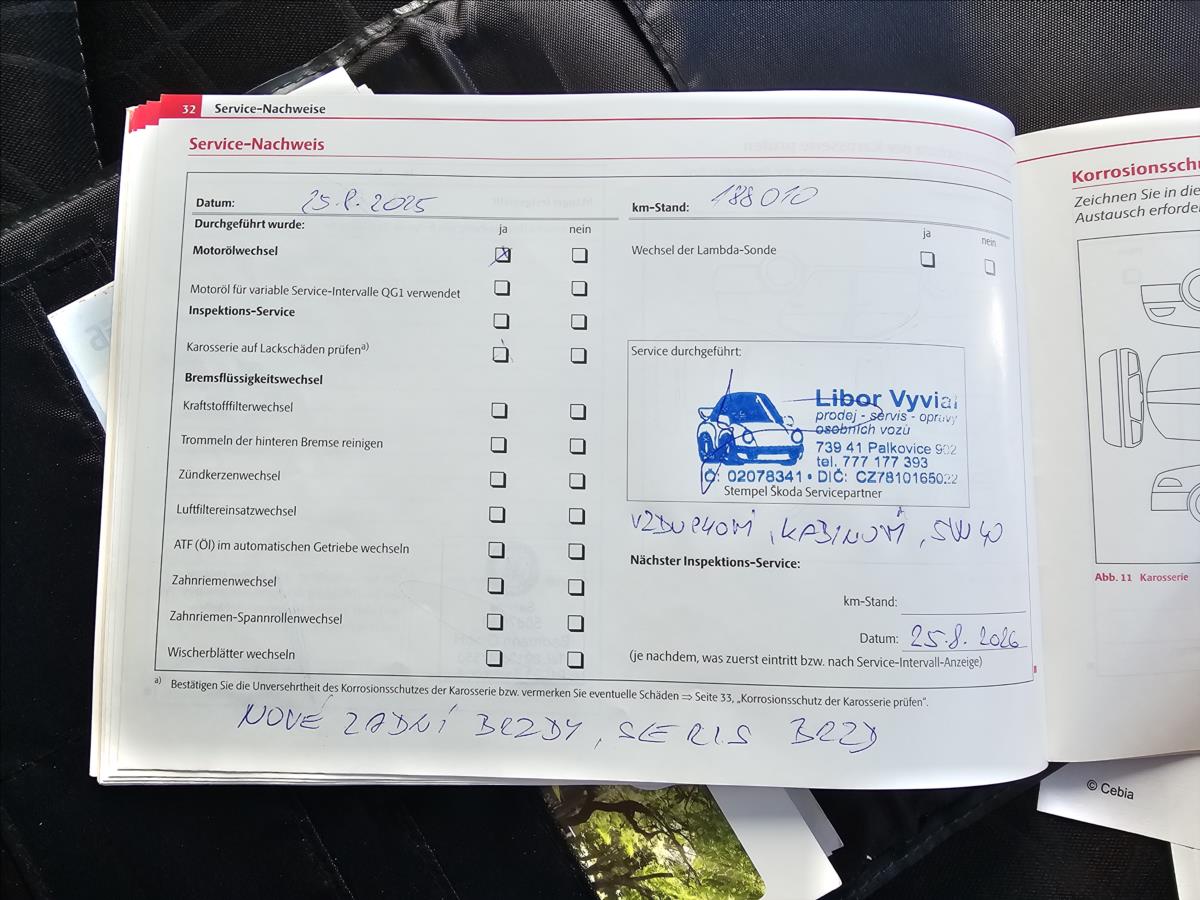 32 Service-Nachweise
Service-Nachweis
Datum: 25.8.2025
km-Stand: 188010
Durchgeführt wurde:
ja nein
Motorölwechsel
Motoröl für variable Service-Intervalle QG1 verwendet
Inspektions-Service
Karosserie auf Lackschäden prüfen a)
Bremsflüssigkeitswechsel
Kraftstofffilterwechsel
Trommeln der hinteren Bremse reinigen
Zündkerzenwechsel
Luftfiltereinsatzwechsel
ATF (Öl) im automatischen Getriebe wechseln
Zahnriemenwechsel
Zahnriemen-Spannrollenwechsel
Wischerblätter wechseln
ja nein
Wechsel der Lambda-Sonde
Service durchgeführt:
Libor Vyvial
prodej - servis - opravy
osobních vozů
739 41 Palkovice 902
tel. 777 177 393
Č: 02078341 • DIČ: CZ7810165022
Stempel Škoda Servicepartner
VZDUCHOVÝ, KABINOVÝ, 5W40
Nächster Inspektions-Service:
km-Stand:
Datum: 25.8.2026
(je nachdem, was zuerst eintritt bzw. nach Service-Intervall-Anzeige)
a) Bestätigen Sie die Unversehrtheit des Korrosionsschutzes der Karosserie bzw. vermerken Sie eventuelle Schäden ⇒ Seite 33, „Korrosionsschutz der Karosserie prüfen“.
NOVÉ ZADNÍ BRZDY, SERIS BRZD
Korrosionsschu
Zeichnen Sie in die
Austausch erforder
Abb. 11 Karosserie
© Cebia